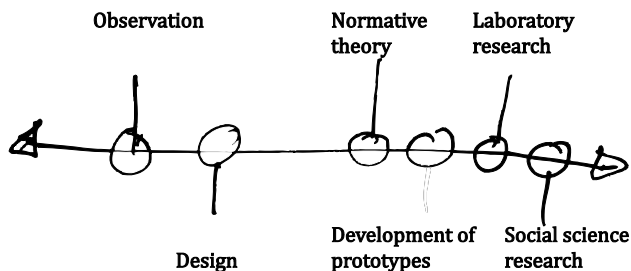 Observation
Normative
theory
Laboratory
research
Design
Development of
prototypes
Social science
research